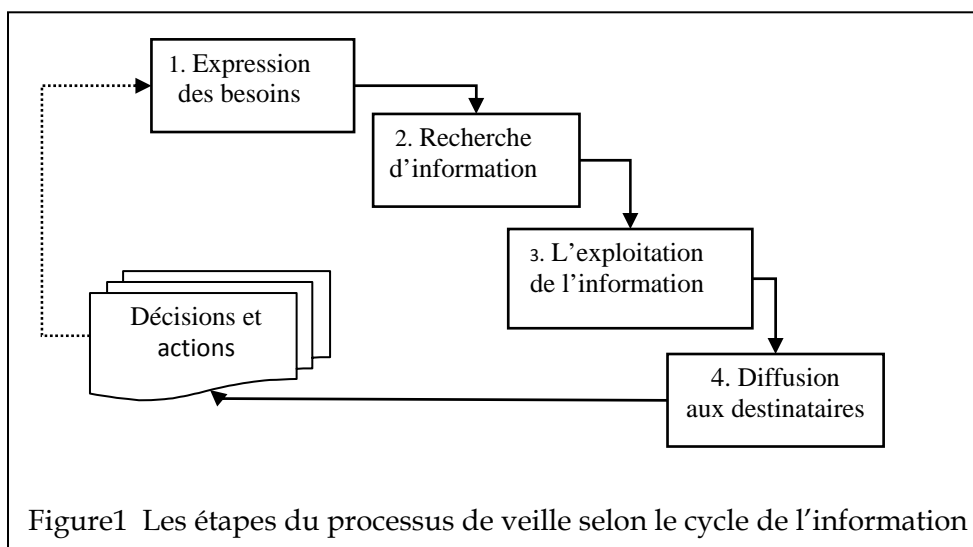 1. Expression
des besoins
2. Recherche
d’information
3. L’exploitation
de l’information
Décisions et
actions
4. Diffusion
aux destinataires
Figure1 Les étapes du processus de veille selon le cycle de l’information